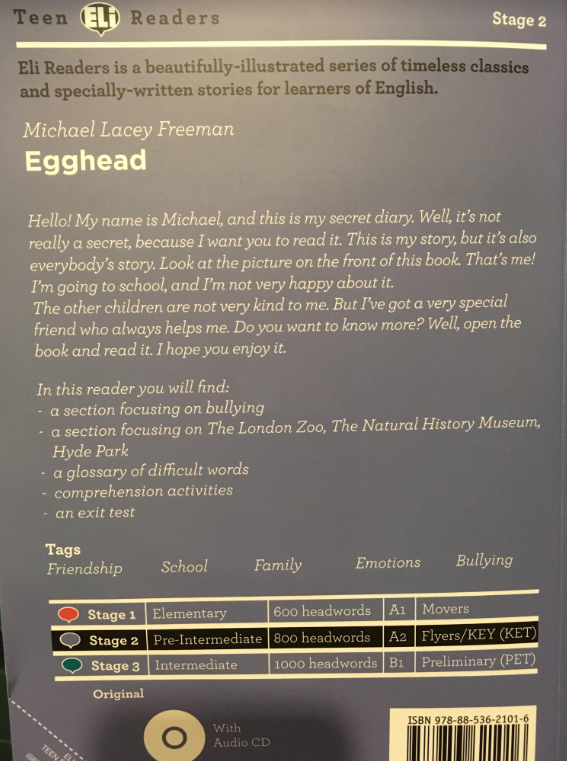 Teen ELi Readers
Stage 2
Eli Readers is a beautifully-illustrated series of timeless classics
and specially-written stories for learners of English.
Michael Lacey Freeman
Egghead
Hello! My name is Michael, and this is my secret diary. Well, it's not
really a secret, because I want you to read it. This is my story, but it's also
everybody's story. Look at the picture on the front of this book. That's me!
I'm going to school, and I'm not very happy about it.
The other children are not very kind to me. But I've got a very special
friend who always helps me. Do you want to know more? Well, open the
book and read it. I hope you enjoy it.
In this reader you will find:
- a section focusing on bullying
- a section focusing on The London Zoo, The Natural History Museum,
Hyde Park
- a glossary of difficult words
- comprehension activities
- an exit test
Tags
Friendship School Family Emotions Bullying
Stage 1 Elementary 600 headwords A1 Movers
Stage 2 Pre-Intermediate 800 headwords A2 Flyers/KEY (KET)
Stage 3 Intermediate 1000 headwords B1 Preliminary (PET)
Original
With
Audio CD
ISBN 978-88-536-2101-6
TEEN EL